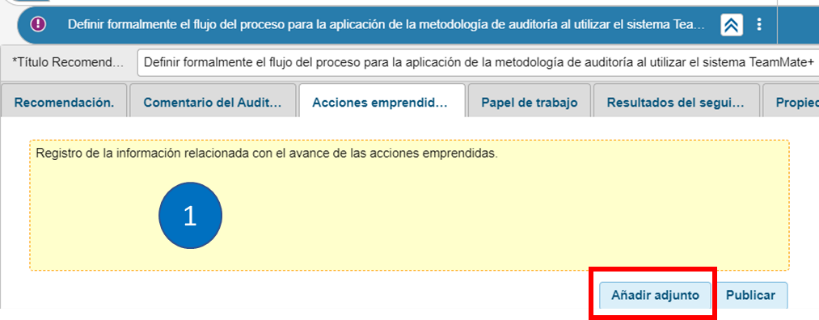 Definir formalmente el flujo del proceso para la aplicación de la metodología de auditoría al utilizar el sistema Tea...
*Título Recomend... Definir formalmente el flujo del proceso para la aplicación de la metodología de auditoría al utilizar el sistema TeamMate+
Recomendación. Comentario del Audit... Acciones emprendid... Papel de trabajo Resultados del segui... Propied
Registro de la información relacionada con el avance de las acciones emprendidas.
1
Añadir adjunto Publicar